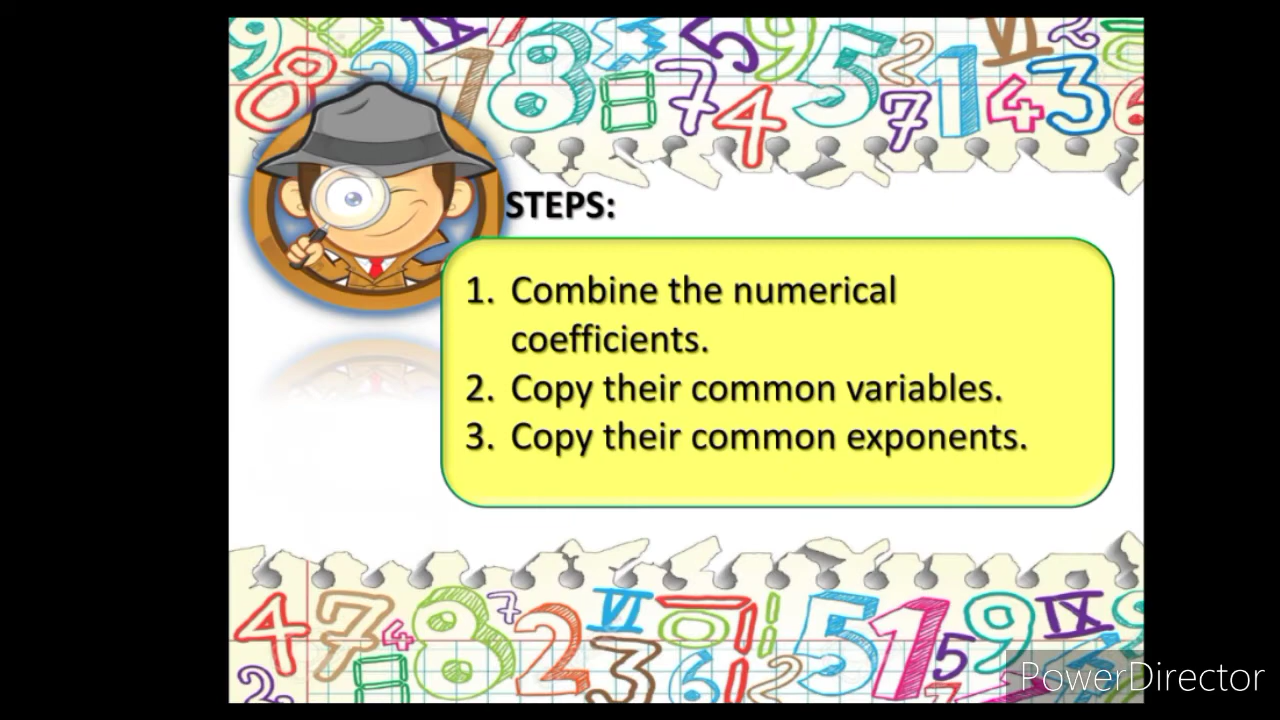 STEPS:
1. Combine the numerical
coefficients.
2. Copy their common variables.
3. Copy their common exponents.
PowerDirector